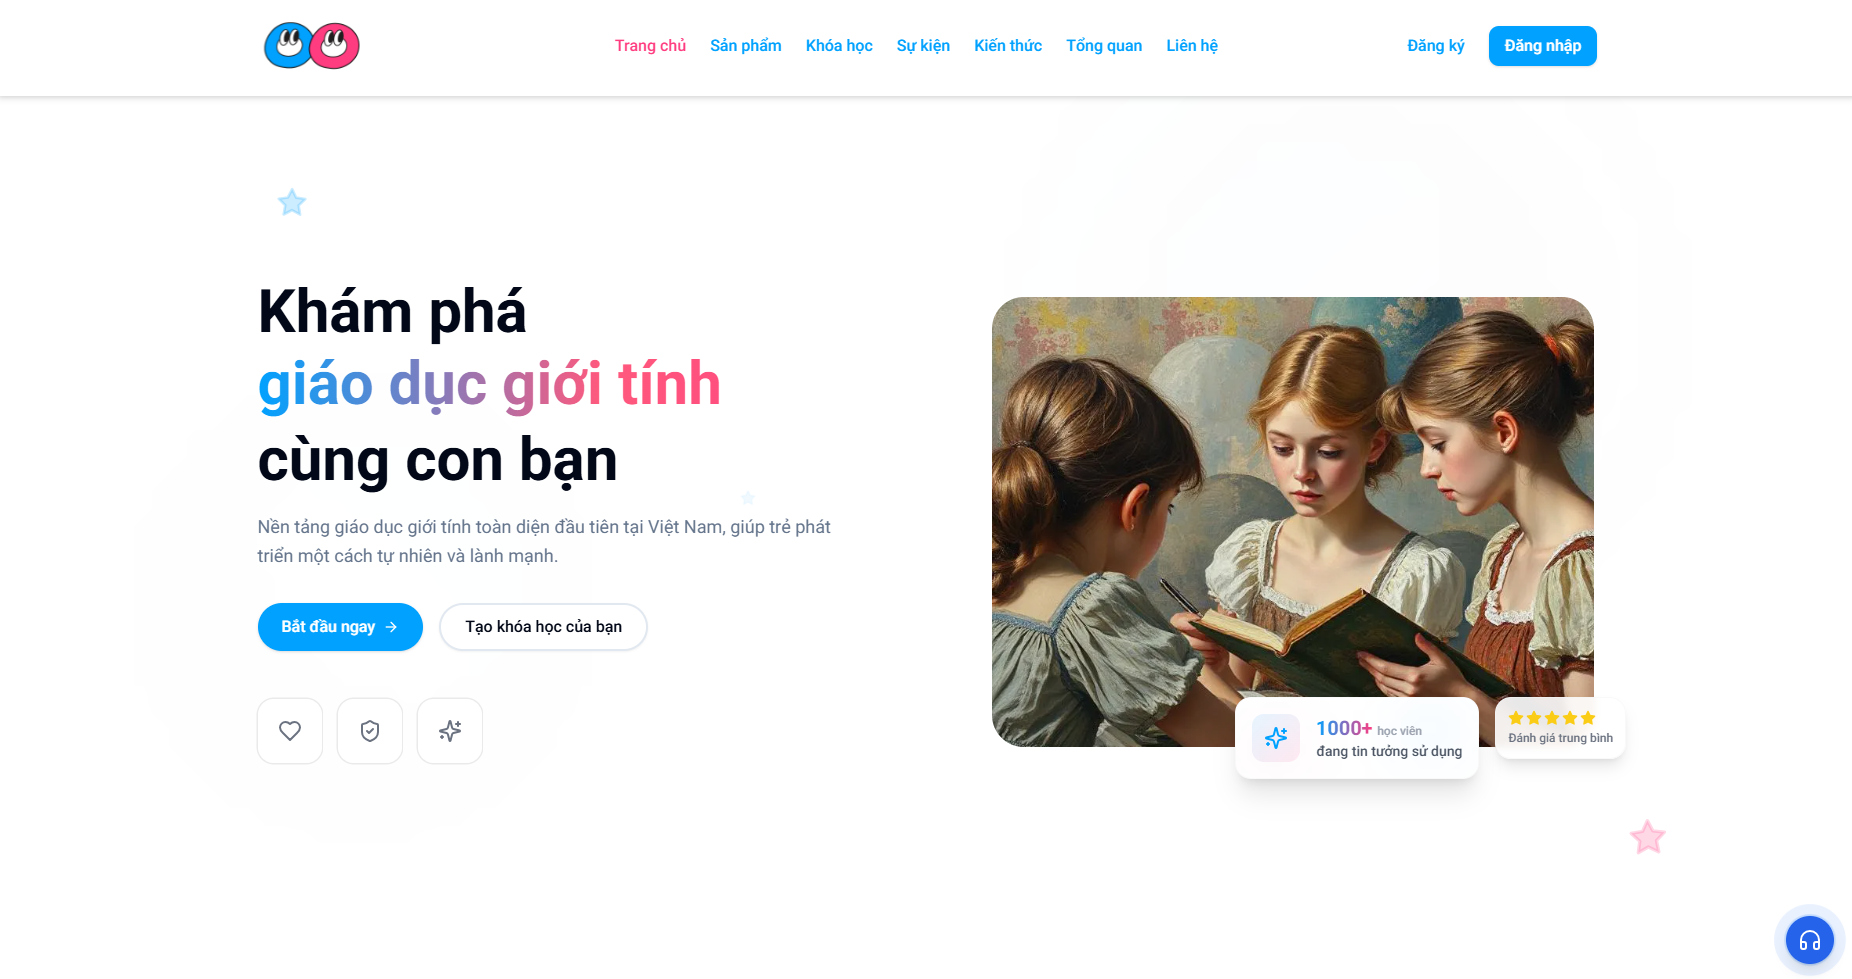 Trang chủ
Sản phẩm
Khóa học
Sự kiện
Kiến thức
Tổng quan
Liên hệ
Đăng ký
Đăng nhập
Khám phá
giáo dục giới tính
cùng con bạn
Nền tảng giáo dục giới tính toàn diện đầu tiên tại Việt Nam, giúp trẻ phát
triển một cách tự nhiên và lành mạnh.
Bắt đầu ngay
Tạo khóa học của bạn
1000+ học viên
đang tin tưởng sử dụng
Đánh giá trung bình